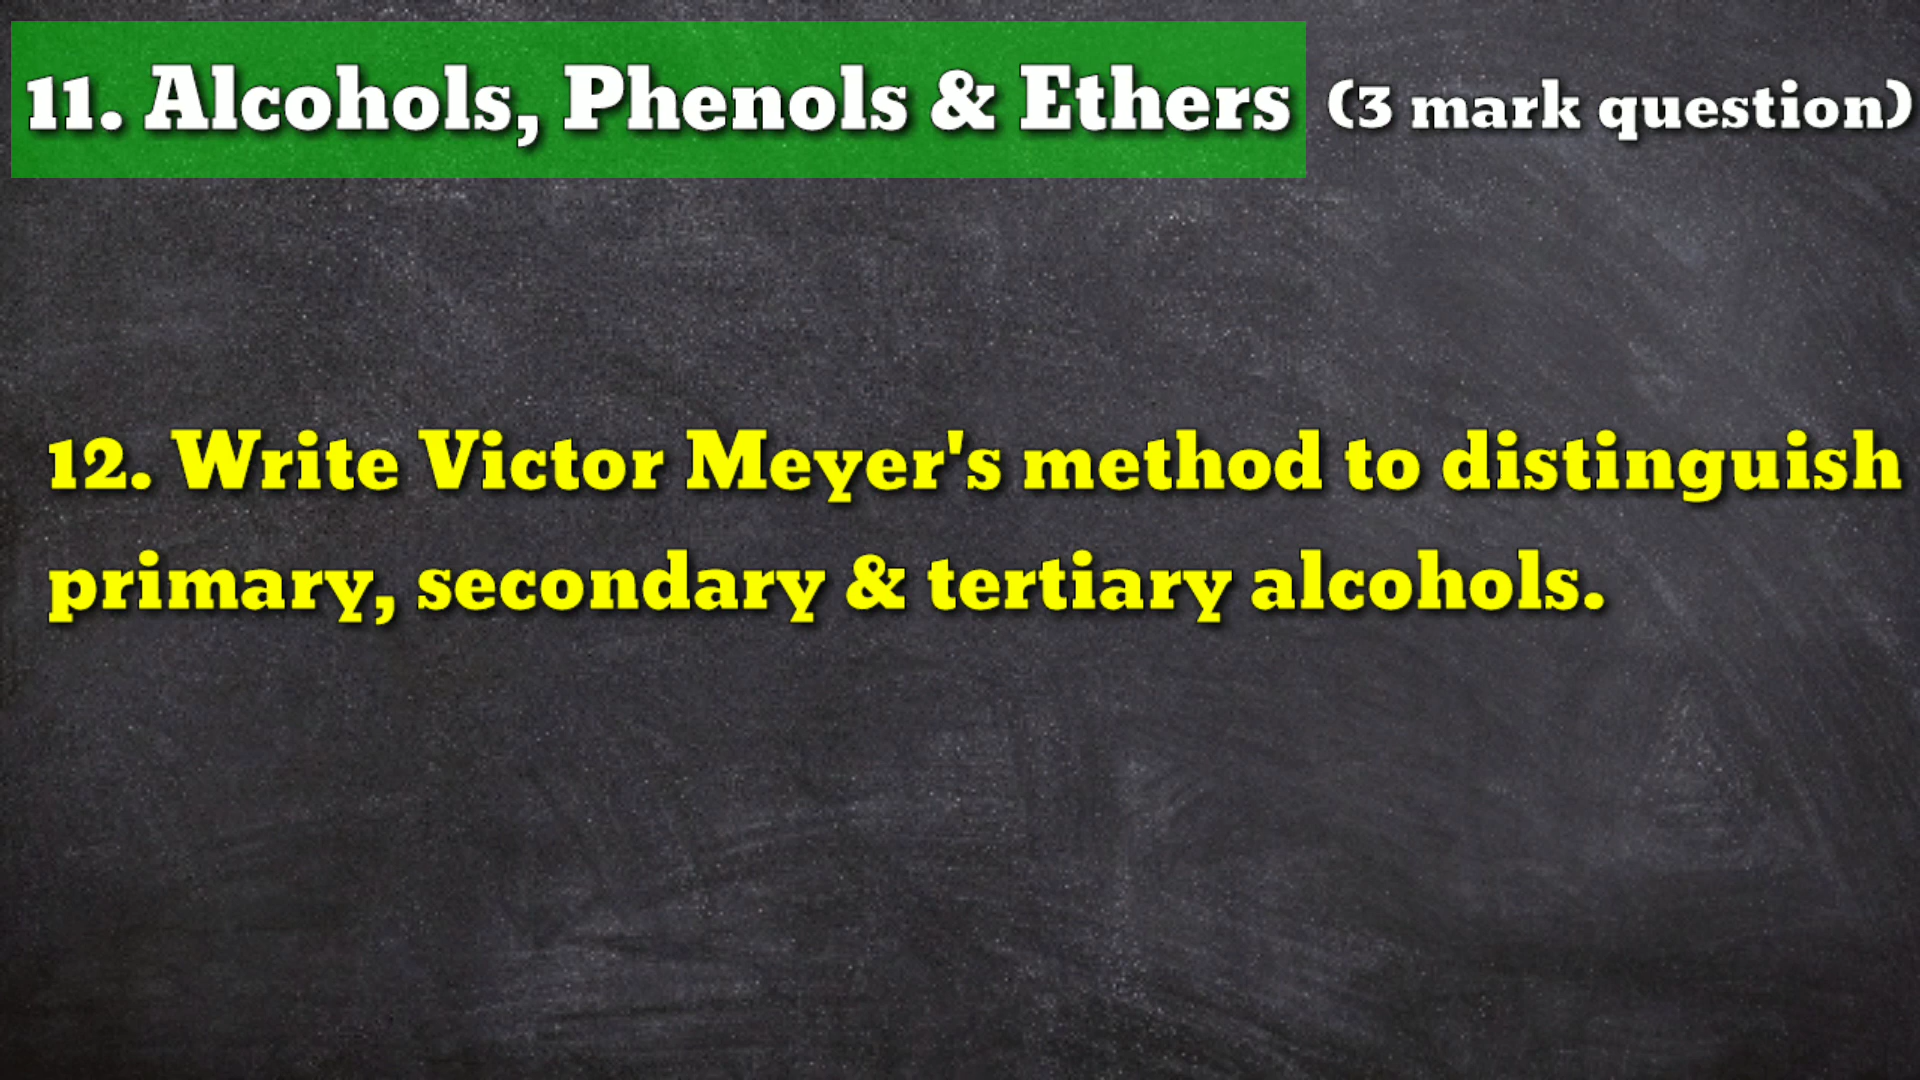 11. Alcohols, Phenols & Ethers (3 mark question)
12. Write Victor Meyer's method to distinguish
primary, secondary & tertiary alcohols.